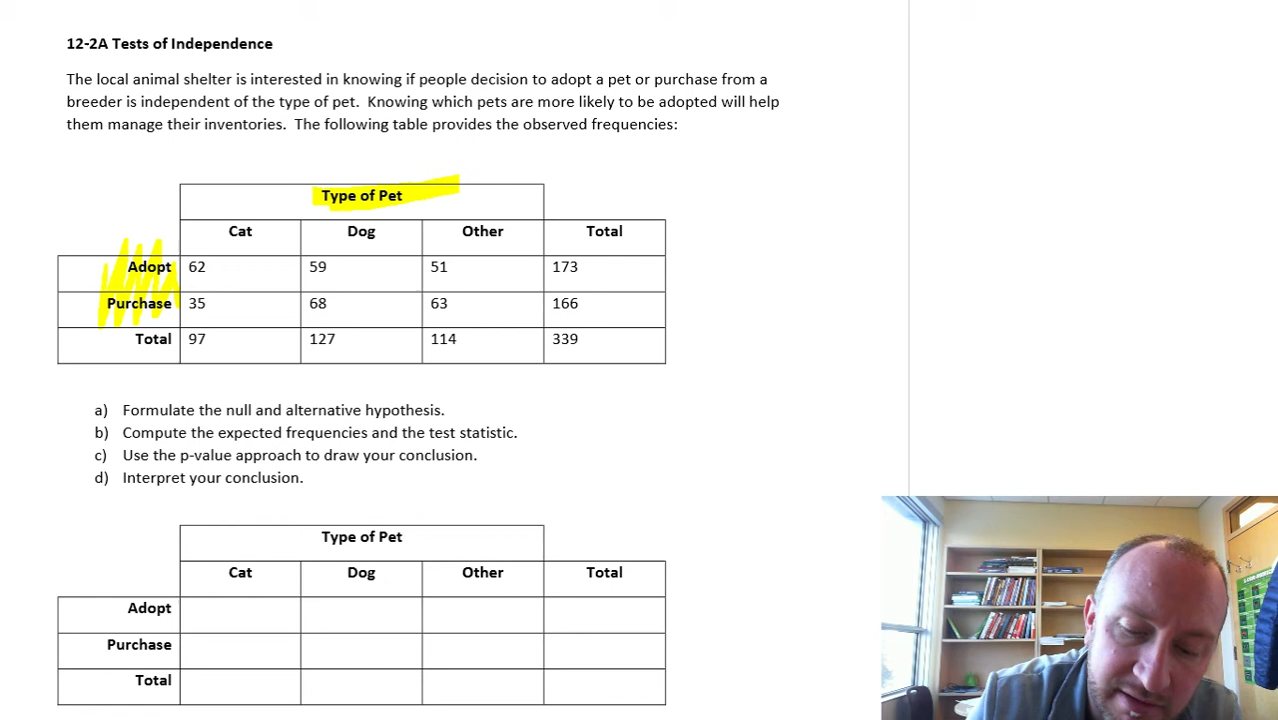 12-2A Tests of Independence
The local animal shelter is interested in knowing if people decision to adopt a pet or purchase from a
breeder is independent of the type of pet.  Knowing which pets are more likely to be adopted will help
them manage their inventories.  The following table provides the observed frequencies:
Type of Pet
Cat Dog Other Total
Adopt 62 59 51 173
Purchase 35 68 63 166
Total 97 127 114 339
a) Formulate the null and alternative hypothesis.
b) Compute the expected frequencies and the test statistic.
c) Use the p-value approach to draw your conclusion.
d) Interpret your conclusion.
Type of Pet
Cat Dog Other Total
Adopt
Purchase
Total